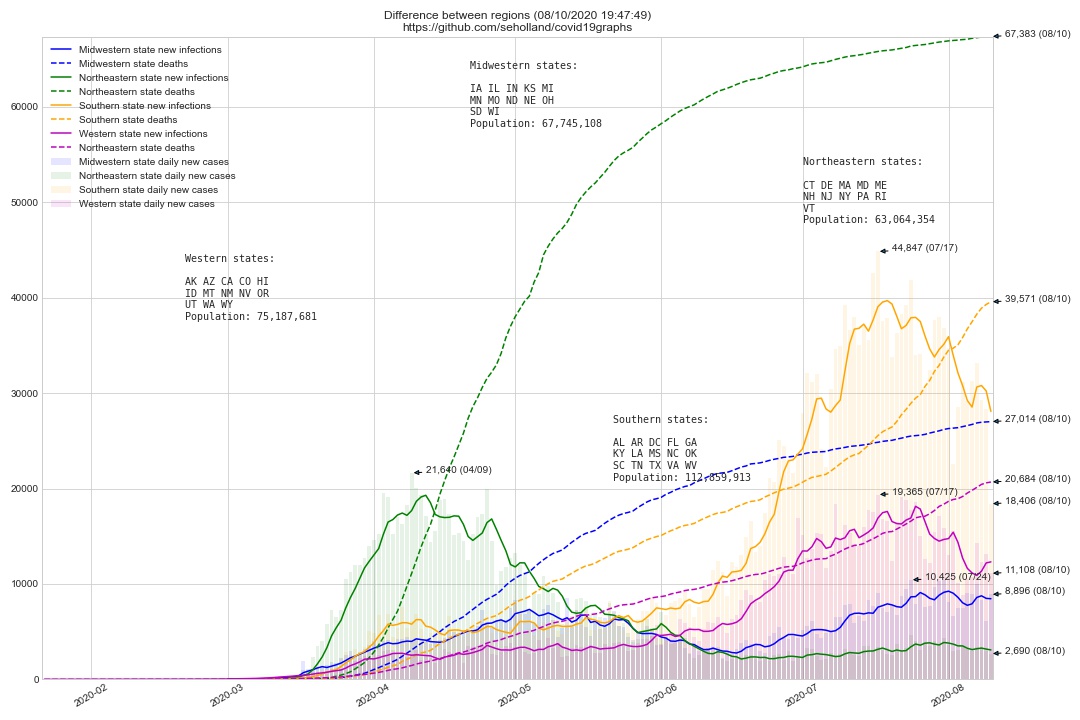 Difference between regions (08/10/2020 19:47:49)
https://github.com/seholland/covid19graphs
67,383 (08/10)
Midwestern state new infections
Midwestern state deaths
Northeastern state new infections
Northeastern state deaths
Southern state new infections
Southern state deaths
Western state new infections
Northeastern state deaths
Midwestern state daily new cases
Northeastern state daily new cases
Southern state daily new cases
Western state daily new cases
Midwestern states:
IA IL IN KS MI
MN MO ND NE OH
SD WI
Population: 67,745,108
Northeastern states:
CT DE MA MD ME
NH NJ NY PA RI
VT
Population: 63,064,354
Western states:
AK AZ CA CO HI
ID MT NM NV OR
UT WA WY
Population: 75,187,681
Southern states:
AL AR DC FL GA
KY LA MS NC OK
SC TN TX VA WV
Population: 112,859,913
44,847 (07/17)
39,571 (08/10)
27,014 (08/10)
21,640 (04/09)
20,684 (08/10)
19,365 (07/17)
18,406 (08/10)
11,108 (08/10)
10,425 (07/24)
8,896 (08/10)
2,690 (08/10)
60000
50000
40000
30000
20000
10000
0
2020-02
2020-03
2020-04
2020-05
2020-06
2020-07
2020-08